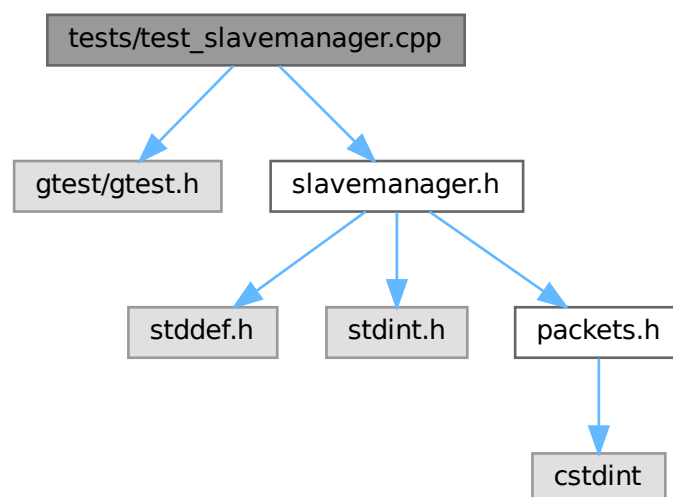 tests/test_slavemanager.cpp
gtest/gtest.h
slavemanager.h
stddef.h
stdint.h
packets.h
cstdint